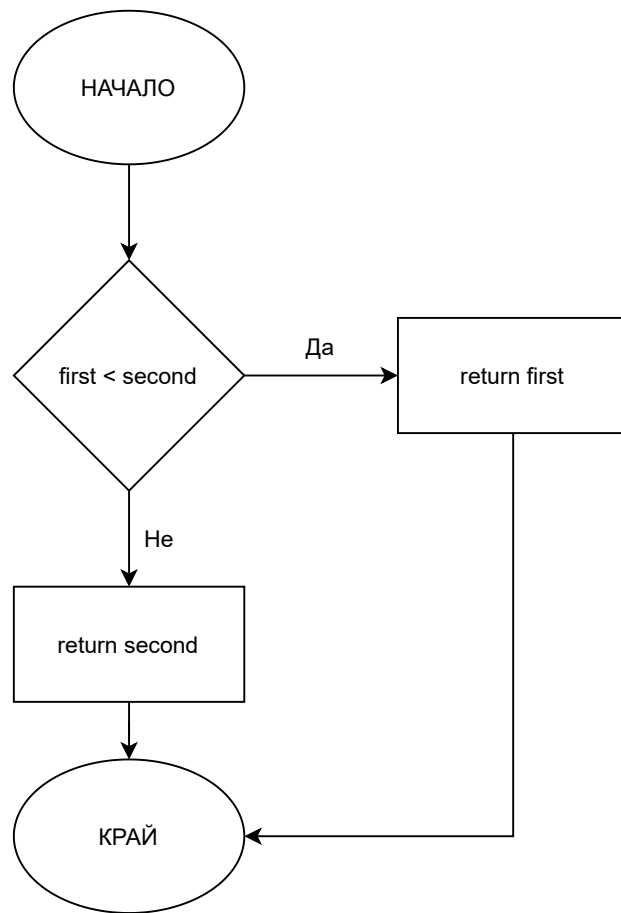 НАЧАЛО
first < second
Да
return first
Не
return second
КРАЙ